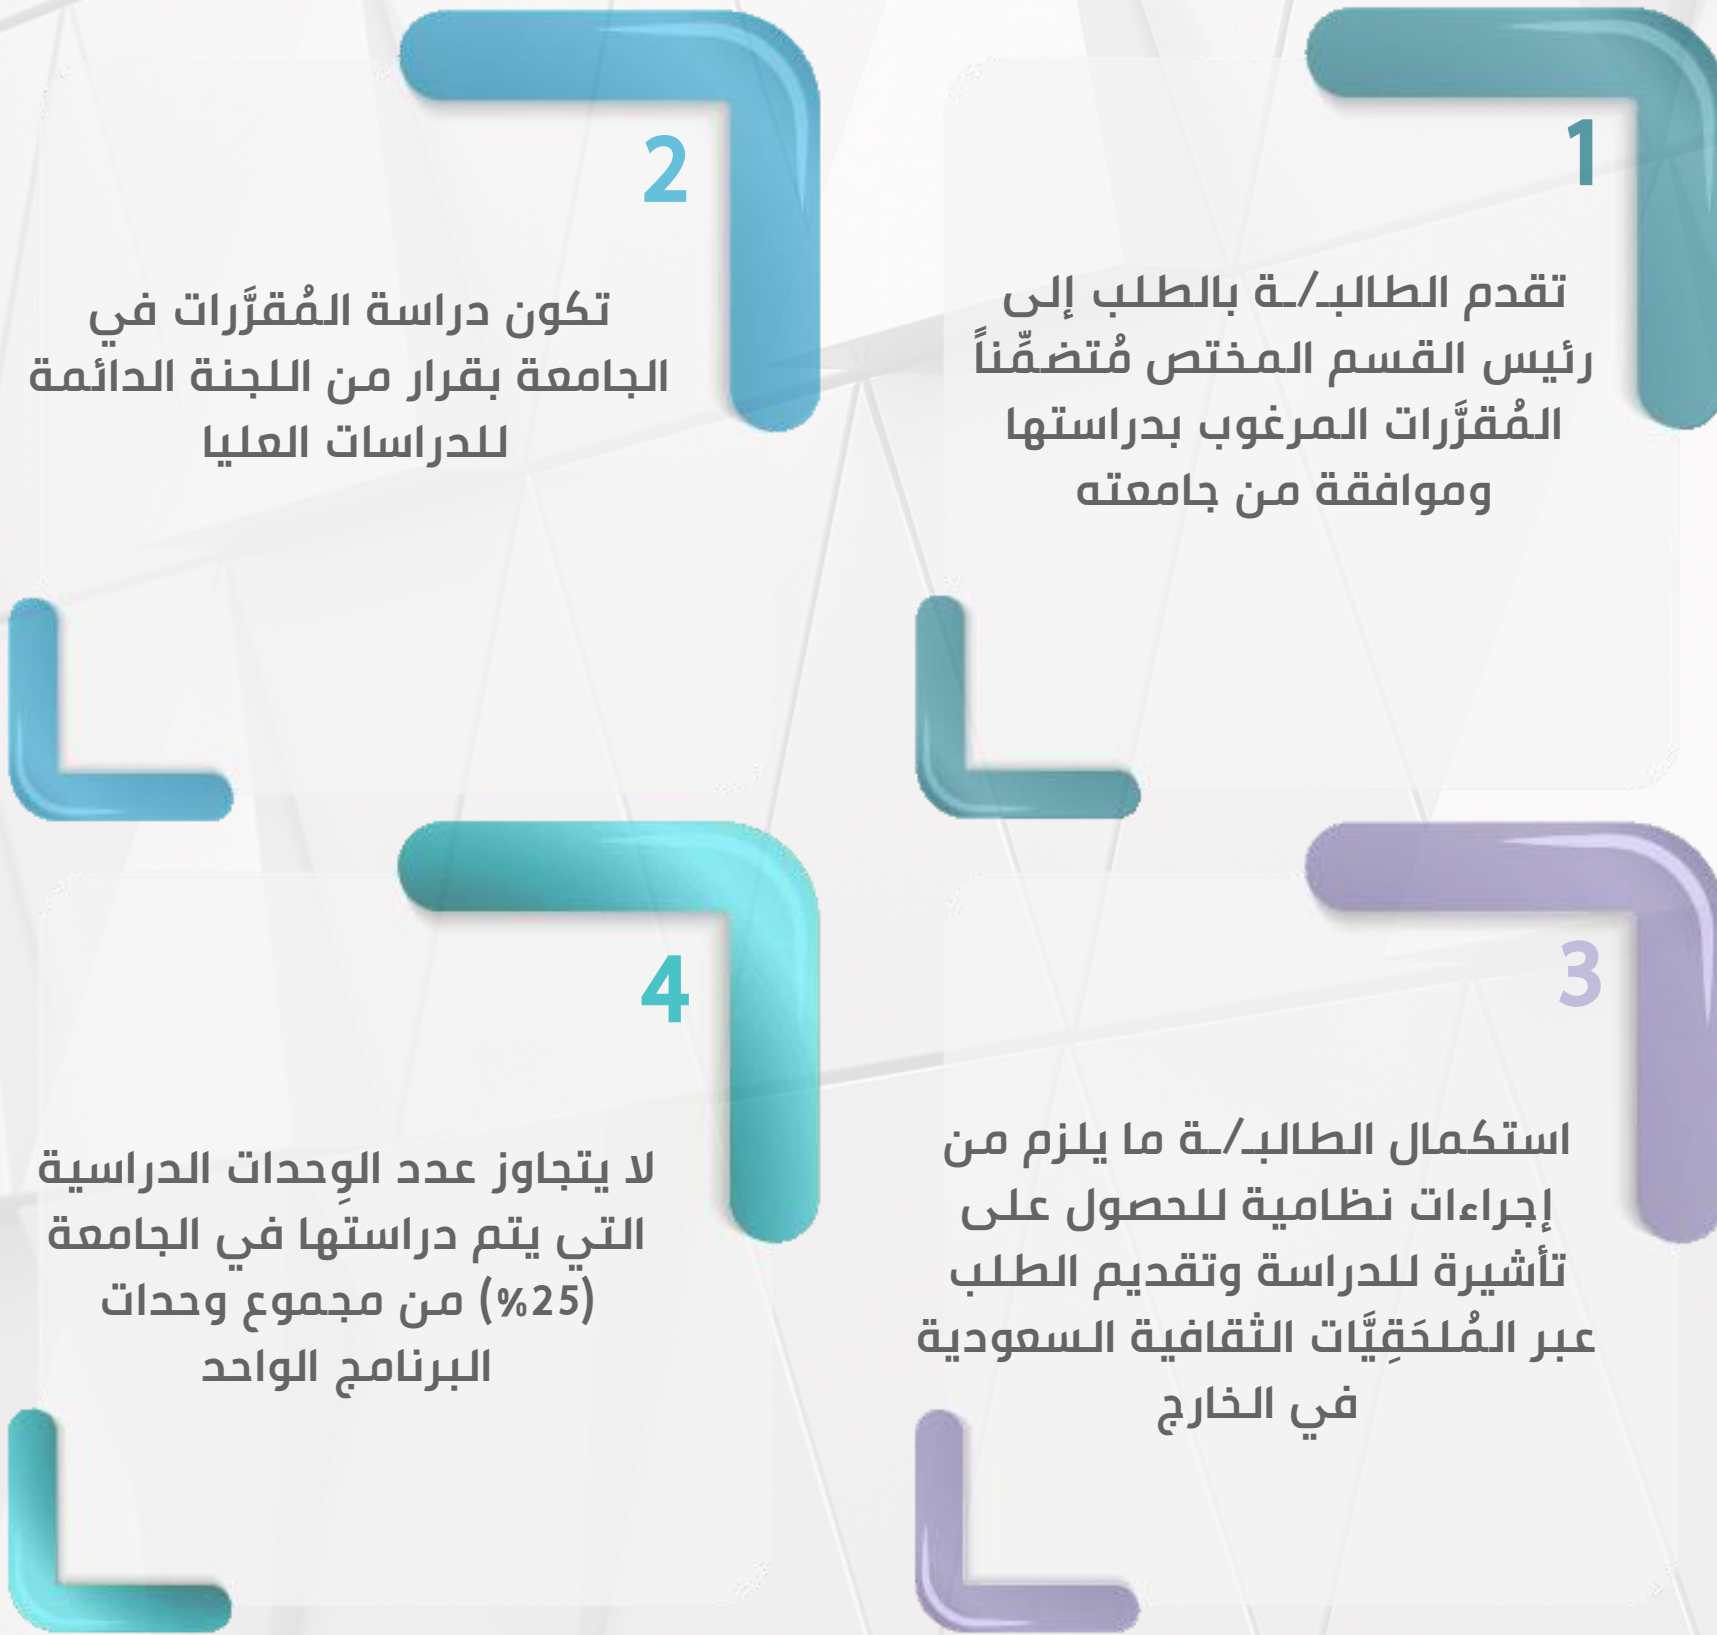 1
تقدم الطالبـ/ـة بالطلب إلى
رئيس القسم المختص مُتضمِّناً
المُقرَّرات المرغوب بدراستها
وموافقة من جامعته
2
تكون دراسة المُقرَّرات في
الجامعة بقرار من اللجنة الدائمة
للدراسات العليا
3
استكمال الطالبـ/ـة ما يلزم من
إجراءات نظامية للحصول على
تأشيرة للدراسة وتقديم الطلب
عبر المُلحَقِيَّات الثقافية السعودية
في الخارج
4
لا يتجاوز عدد الوِحدات الدراسية
التي يتم دراستها في الجامعة
(25%) من مجموع وحدات
البرنامج الواحد